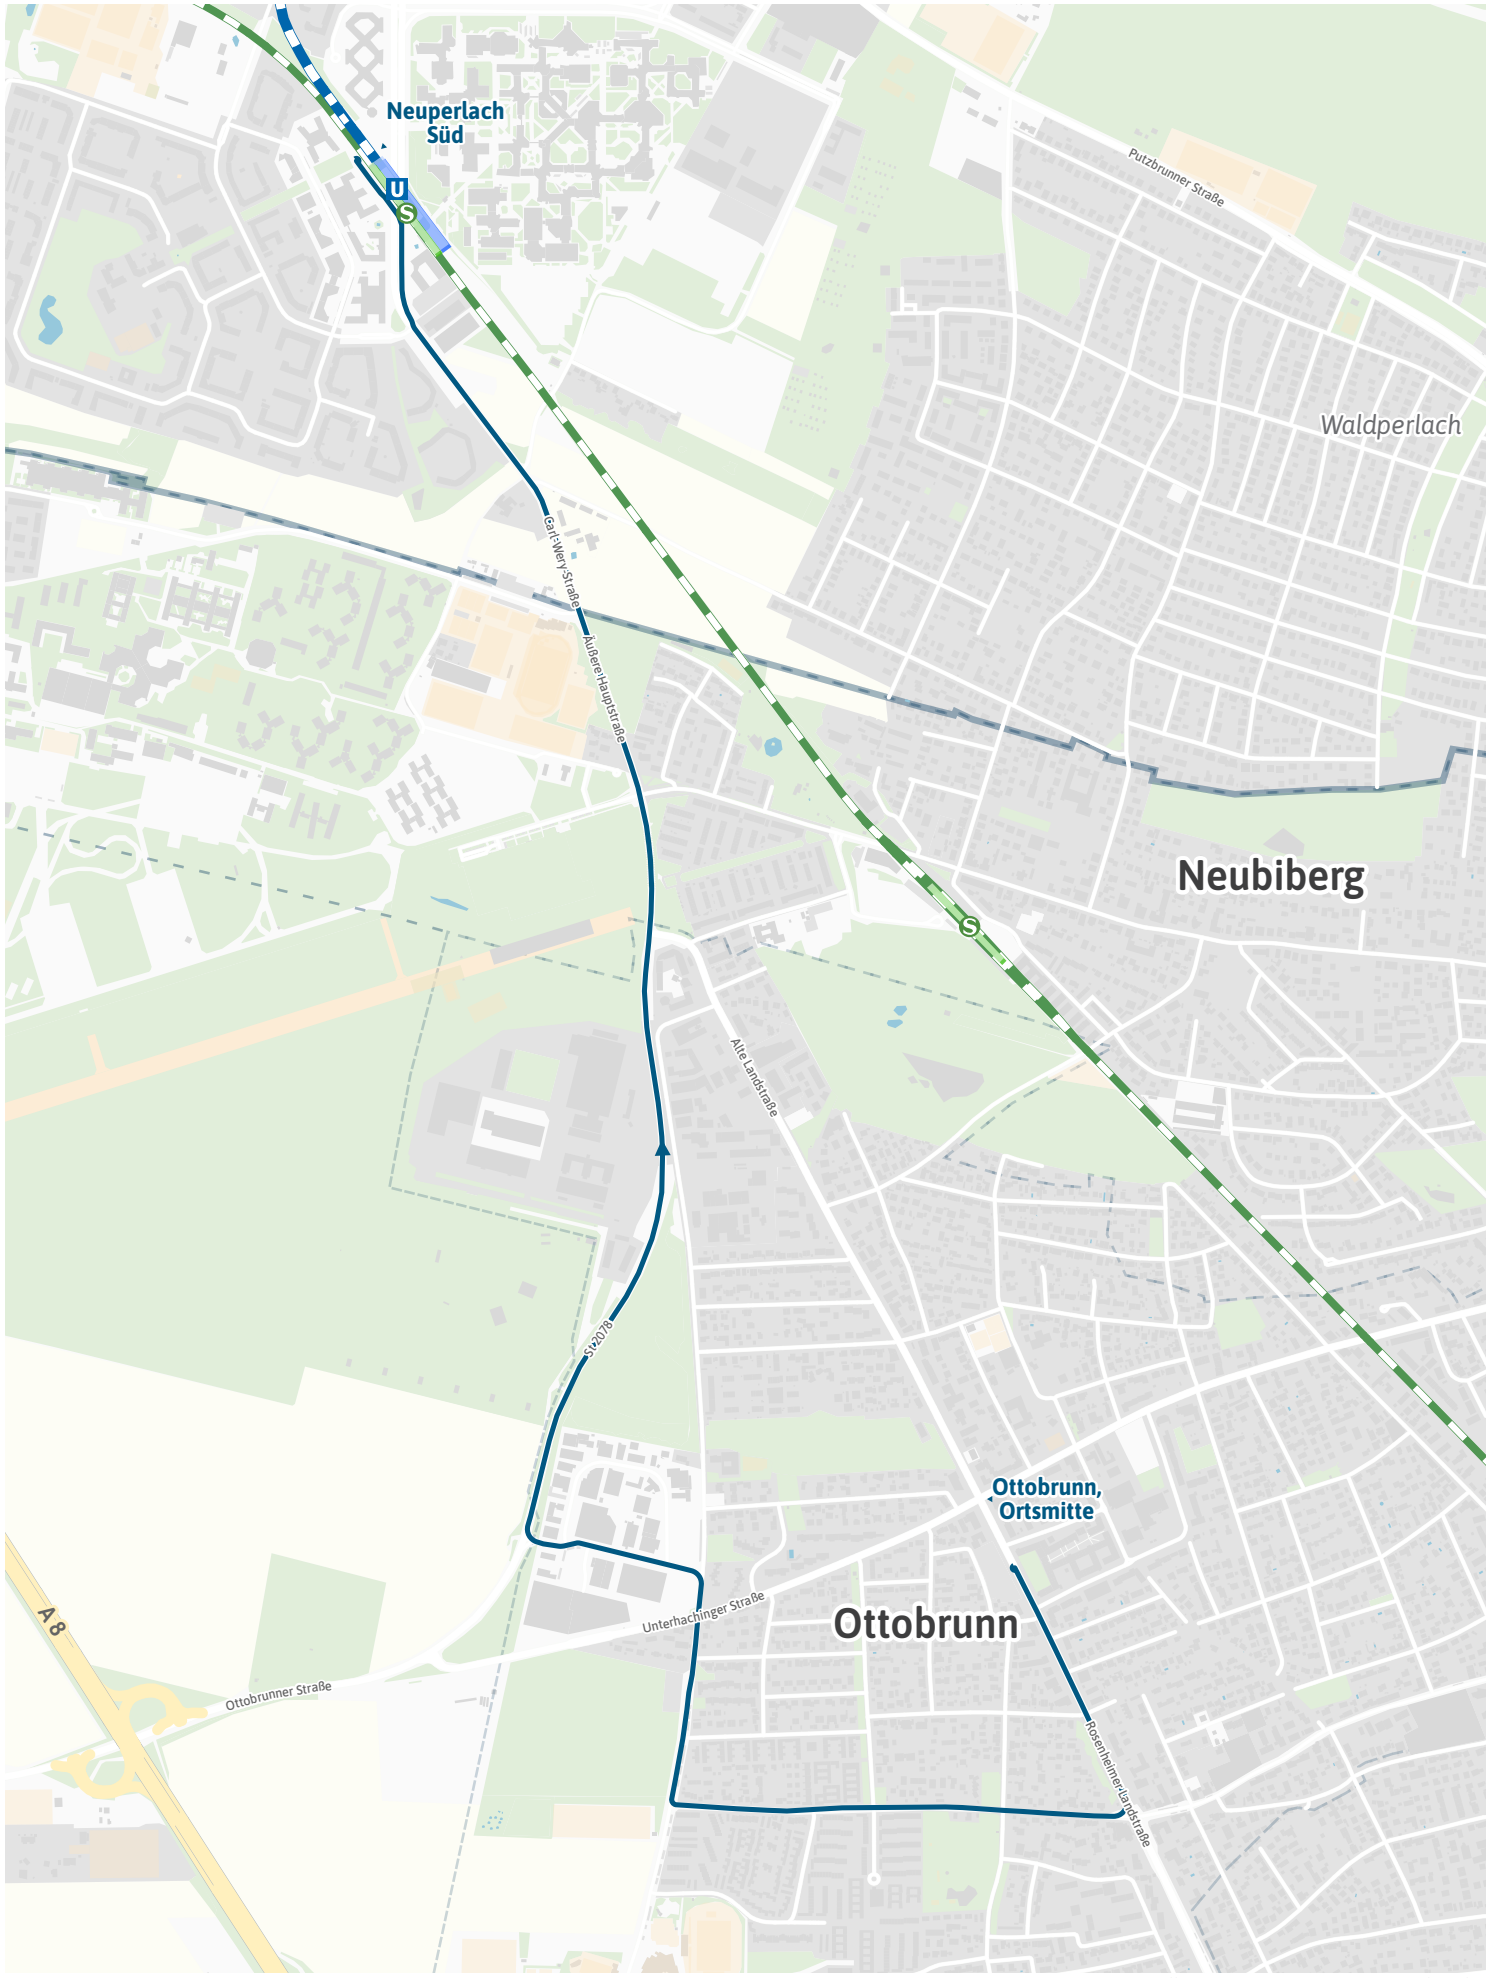 Neuperlach
Süd
U
S
Putzbrunner Straße
Waldperlach
Carl-Wery-Straße
Äußere Hauptstraße
Neubiberg
S
Alte Landstraße
St 2078
Ottobrunn,
Ortsmitte
A 8
Unterhachinger Straße
Ottobrunn
Ottobrunner Straße
Rosenheimer Landstraße